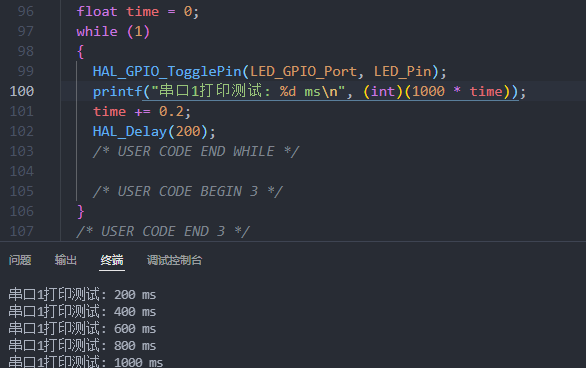 96 float time = 0;
97 while (1)
98 {
99 HAL_GPIO_TogglePin(LED_GPIO_Port, LED_Pin);
100 printf("串口1打印测试: %d ms\n", (int)(1000 * time));
101 time += 0.2;
102 HAL_Delay(200);
103 /* USER CODE END WHILE */
104
105 /* USER CODE BEGIN 3 */
106 }
107 /* USER CODE END 3 */
问题 输出 终端 调试控制台
串口1打印测试: 200 ms
串口1打印测试: 400 ms
串口1打印测试: 600 ms
串口1打印测试: 800 ms
串口1打印测试: 1000 ms